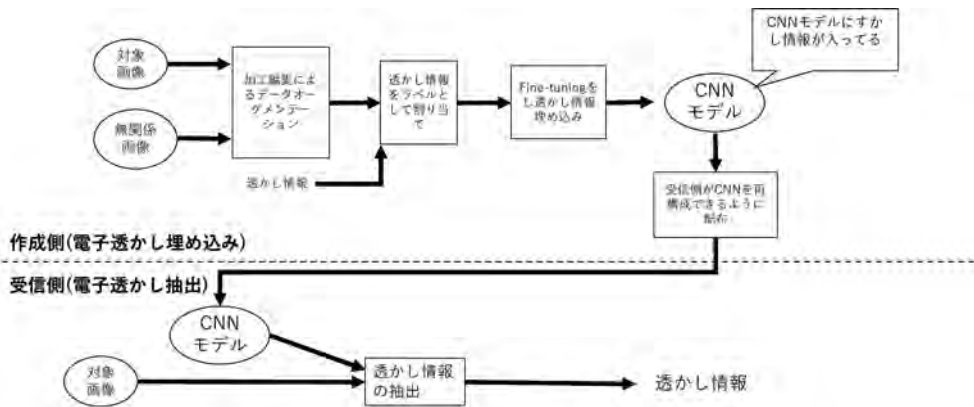 CNNモデルにすか
し情報が入ってる
対象
画像
無関係
画像
加工編集によ
るデータオー
グメンテー
ション
透かし情報
をラベルと
して割り当
て
Fine-tuningを
し透かし情報
埋め込み
CNN
モデル
透かし情報
受信側がCNNを再
構成できるように
配布
作成側(電子透かし埋め込み)
受信側(電子透かし抽出)
CNN
モデル
対象
画像
透かし情報
の抽出
透かし情報